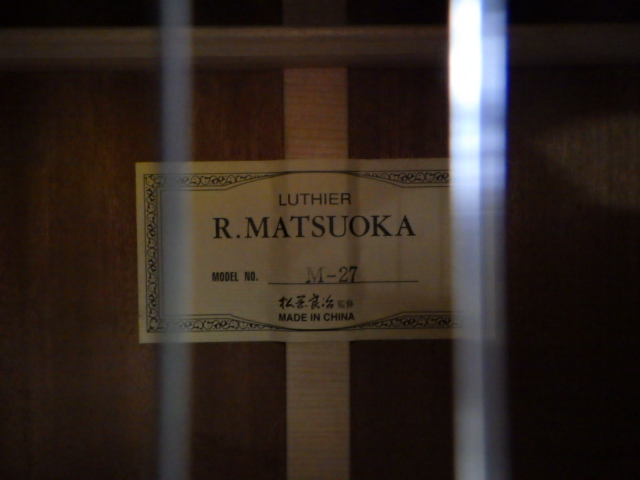 LUTHIER
R.MATSUOKA
MODEL NO. M-27
松岡良治 監修
MADE IN CHINA